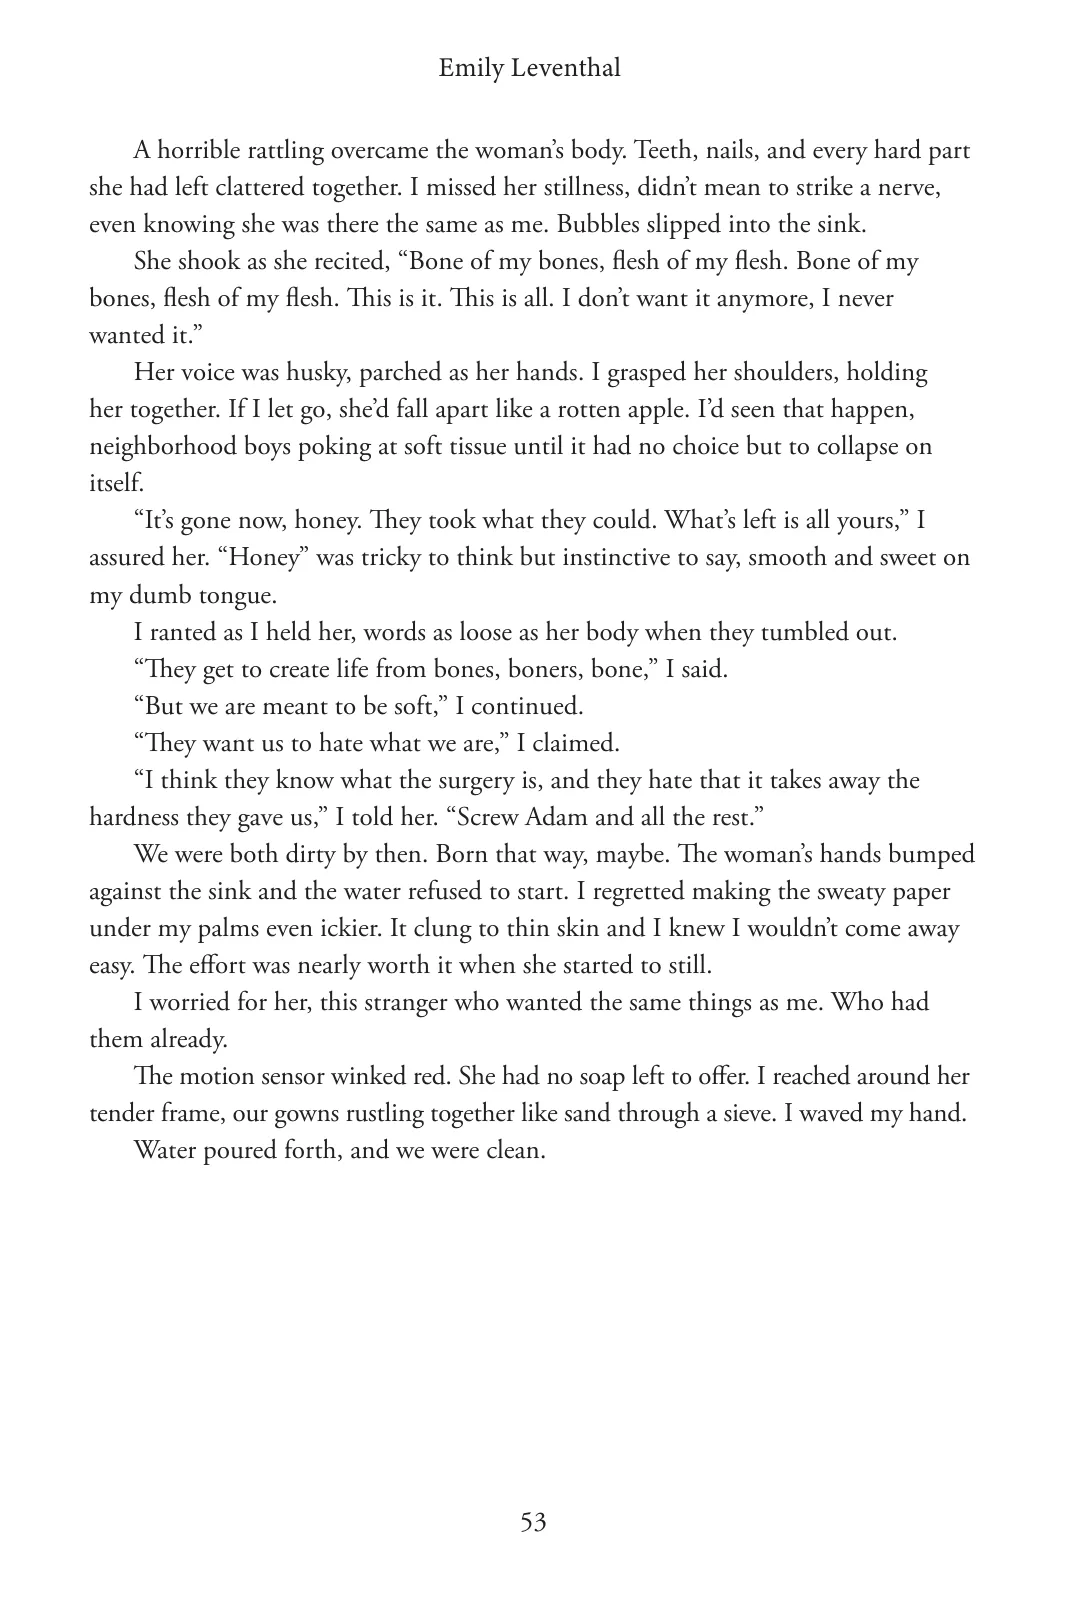 Emily Leventhal
A horrible rattling overcame the woman’s body. Teeth, nails, and every hard part
she had left clattered together. I missed her stillness, didn’t mean to strike a nerve,
even knowing she was there the same as me. Bubbles slipped into the sink.
She shook as she recited, “Bone of my bones, flesh of my flesh. Bone of my
bones, flesh of my flesh. This is it. This is all. I don’t want it anymore, I never
wanted it.”
Her voice was husky, parched as her hands. I grasped her shoulders, holding
her together. If I let go, she’d fall apart like a rotten apple. I’d seen that happen,
neighborhood boys poking at soft tissue until it had no choice but to collapse on
itself.
“It’s gone now, honey. They took what they could. What’s left is all yours,” I
assured her. “Honey” was tricky to think but instinctive to say, smooth and sweet on
my dumb tongue.
I ranted as I held her, words as loose as her body when they tumbled out.
“They get to create life from bones, boners, bone,” I said.
“But we are meant to be soft,” I continued.
“They want us to hate what we are,” I claimed.
“I think they know what the surgery is, and they hate that it takes away the
hardness they gave us,” I told her. “Screw Adam and all the rest.”
We were both dirty by then. Born that way, maybe. The woman’s hands bumped
against the sink and the water refused to start. I regretted making the sweaty paper
under my palms even ickier. It clung to thin skin and I knew I wouldn’t come away
easy. The effort was nearly worth it when she started to still.
I worried for her, this stranger who wanted the same things as me. Who had
them already.
The motion sensor winked red. She had no soap left to offer. I reached around her
tender frame, our gowns rustling together like sand through a sieve. I waved my hand.
Water poured forth, and we were clean.
53